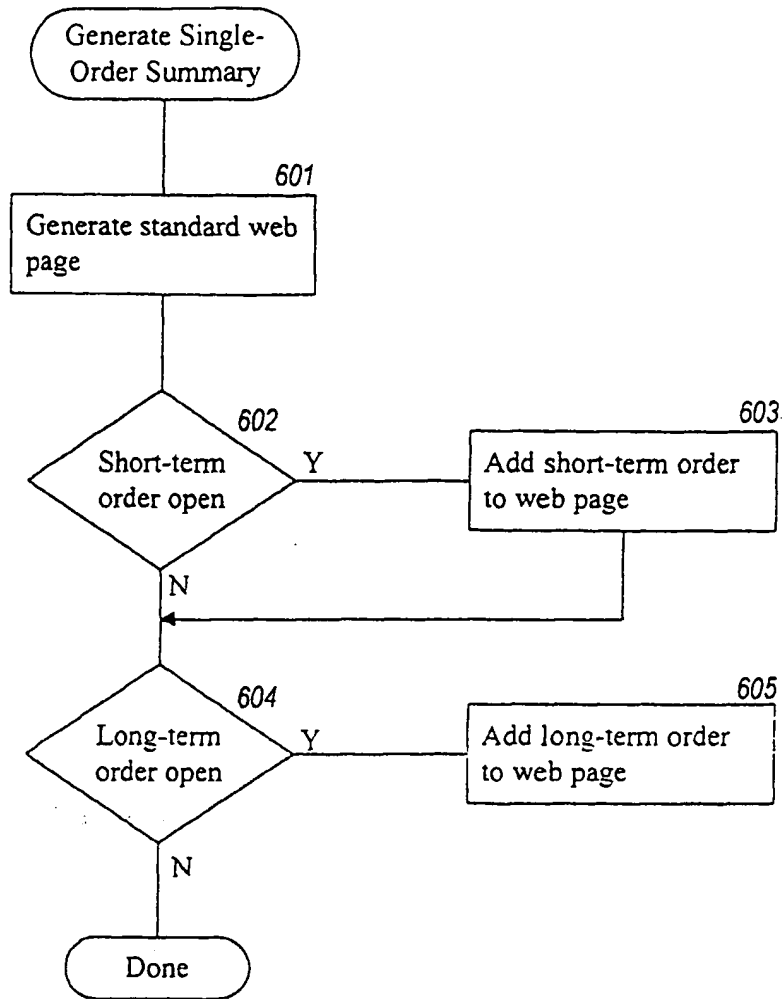 Generate Single-
Order Summary
601
Generate standard web
page
602
Short-term
order open
Y
603
Add short-term order
to web page
N
604
Long-term
order open
Y
605
Add long-term order
to web page
N
Done